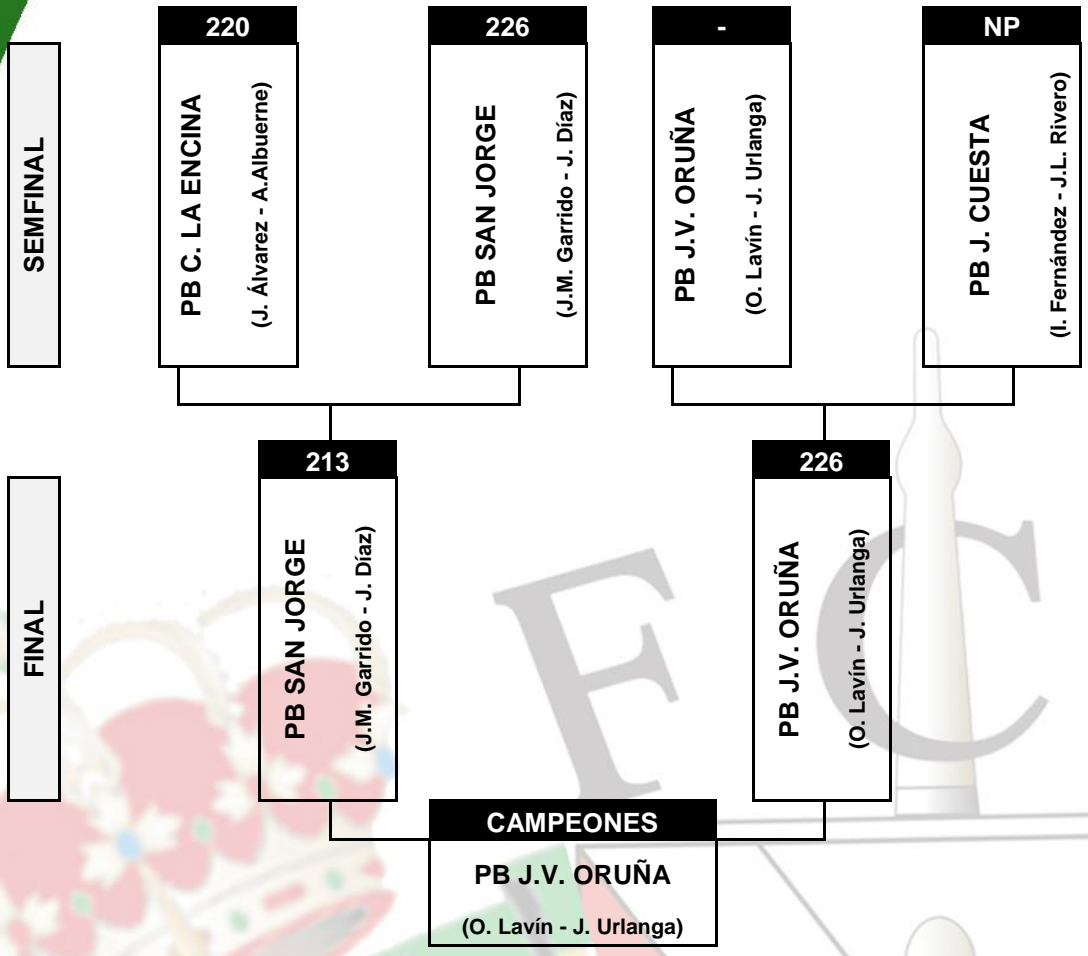 220
226
-
NP
SEMFINAL
PB C. LA ENCINA
(J. Álvarez - A.Albuerne)
PB SAN JORGE
(J.M. Garrido - J. Díaz)
PB J.V. ORUÑA
(O. Lavín - J. Urlanga)
PB J. CUESTA
(I. Fernández - J.L. Rivero)
213
226
FINAL
PB SAN JORGE
(J.M. Garrido - J. Díaz)
PB J.V. ORUÑA
(O. Lavín - J. Urlanga)
F C
CAMPEONES
PB J.V. ORUÑA
(O. Lavín - J. Urlanga)